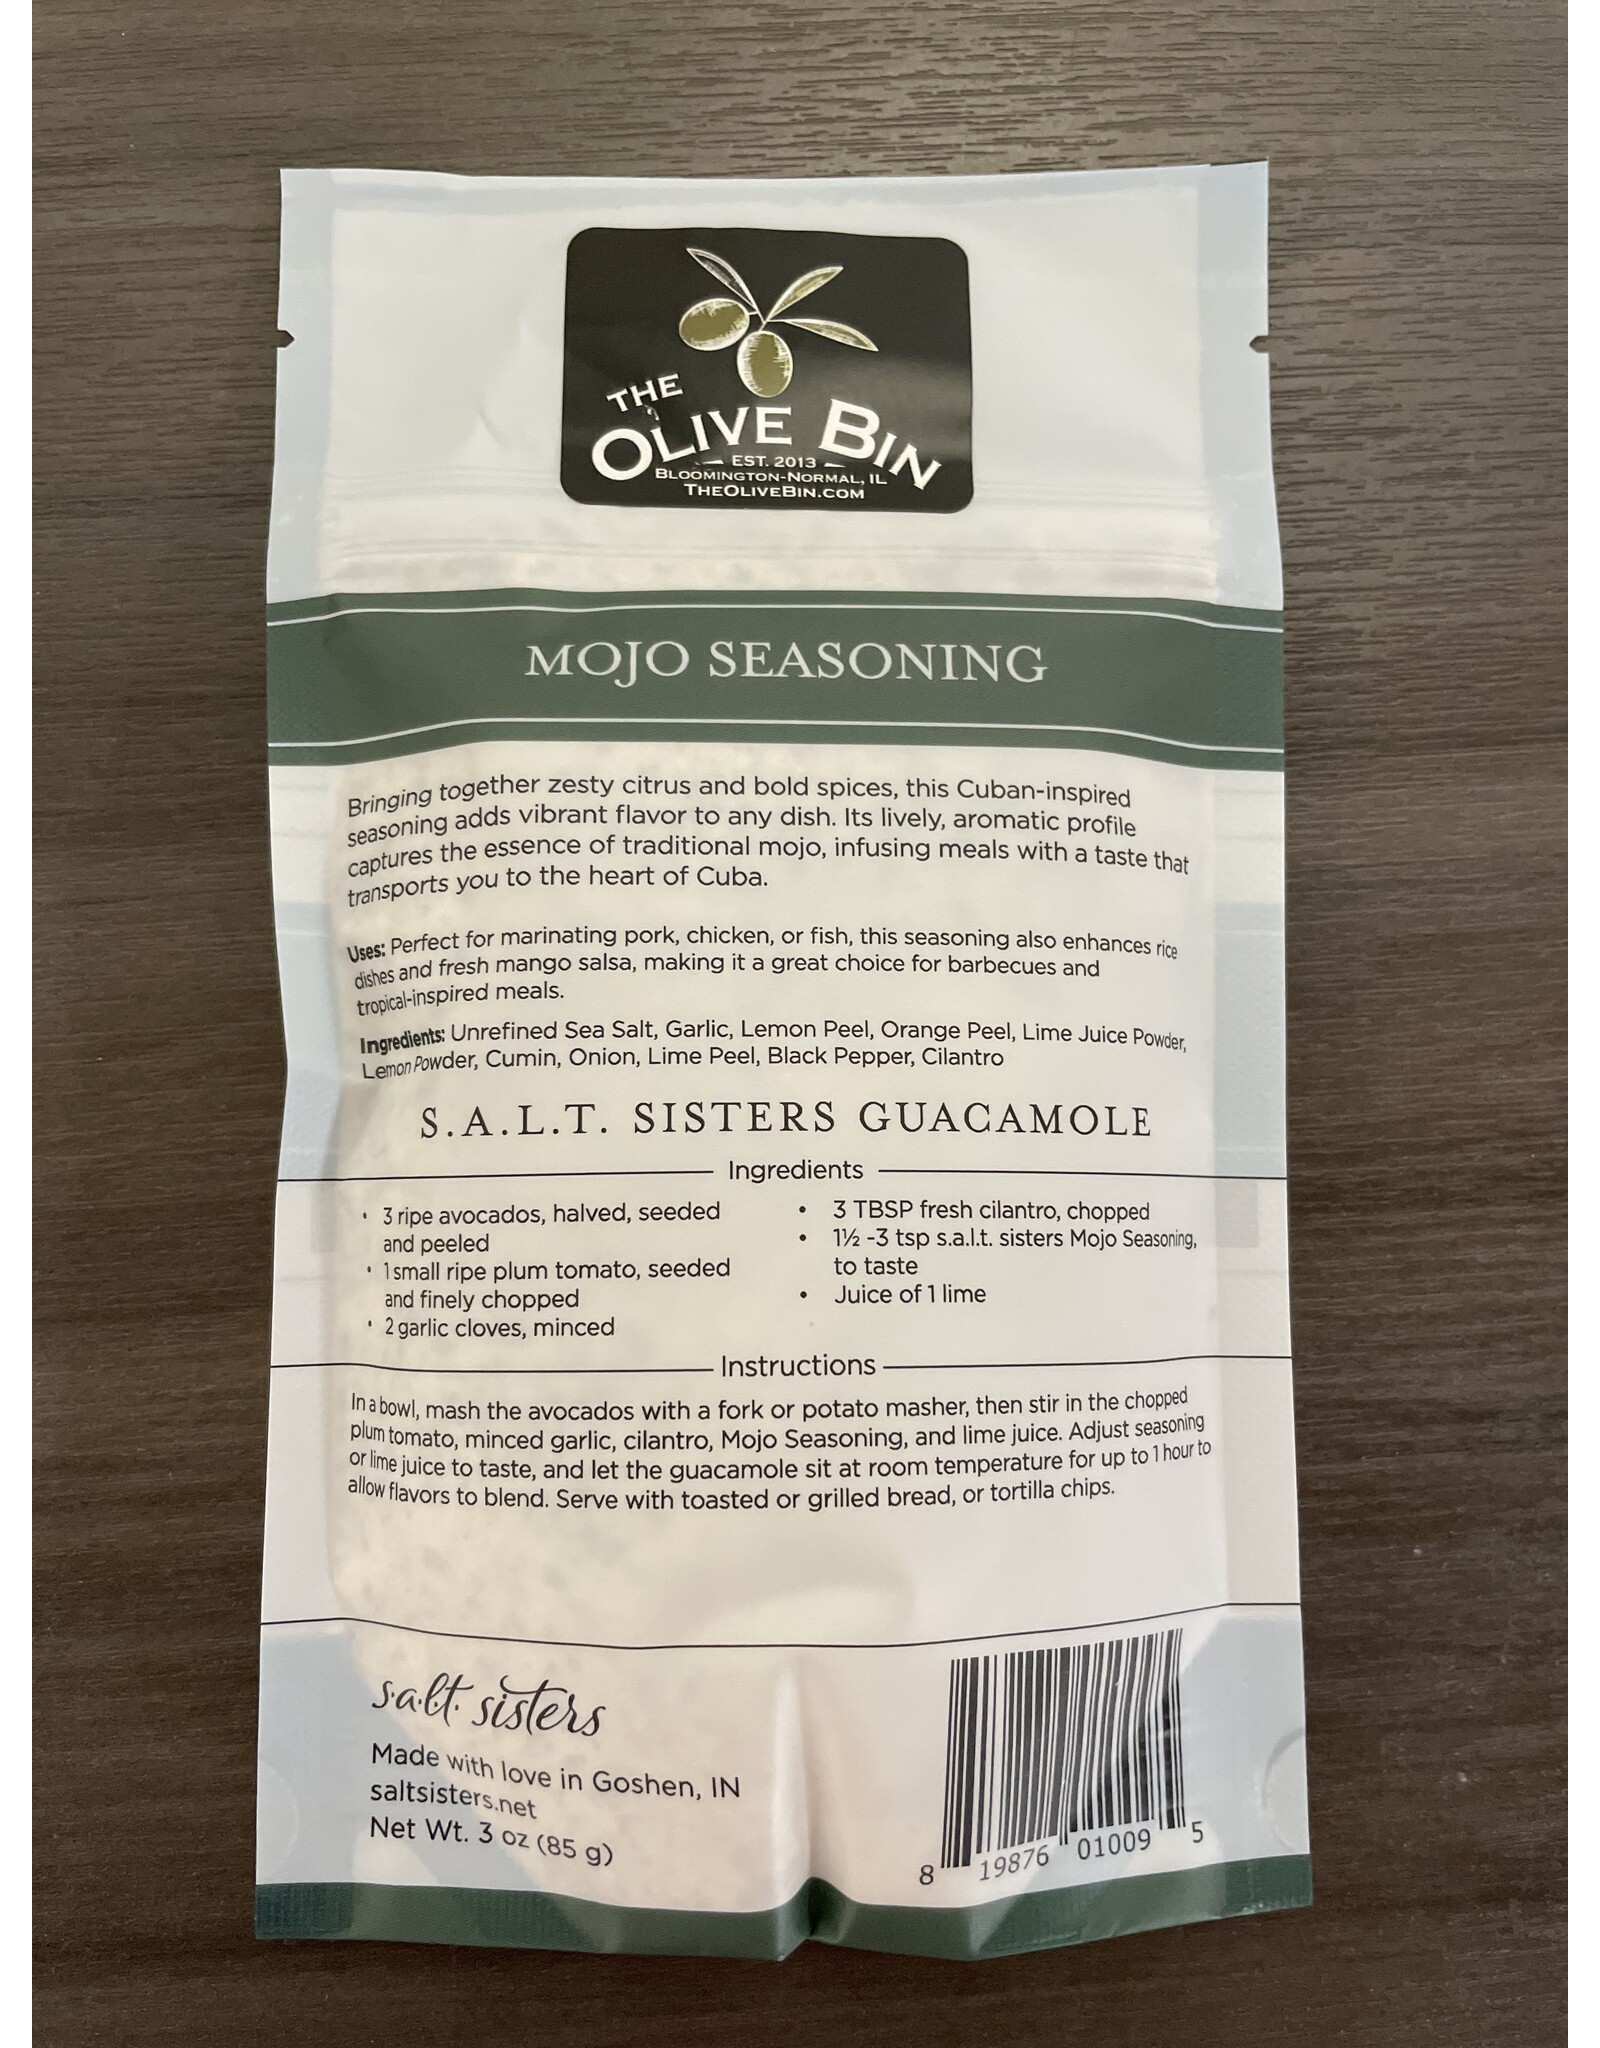 THE
OLIVE BIN
EST. 2013
BLOOMINGTON-NORMAL, IL
THEOLIVEBIN.COM
MOJO SEASONING
Bringing together zesty citrus and bold spices, this Cuban-inspired
seasoning adds vibrant flavor to any dish. Its lively, aromatic profile
captures the essence of traditional mojo, infusing meals with a taste that
transports you to the heart of Cuba.
Uses: Perfect for marinating pork, chicken, or fish, this seasoning also enhances rice
dishes and fresh mango salsa, making it a great choice for barbecues and
tropical-inspired meals.
Ingredients: Unrefined Sea Salt, Garlic, Lemon Peel, Orange Peel, Lime Juice Powder,
Lemon Powder, Cumin, Onion, Lime Peel, Black Pepper, Cilantro
S.A.L.T. SISTERS GUACAMOLE
Ingredients
• 3 ripe avocados, halved, seeded
and peeled
• 1 small ripe plum tomato, seeded
and finely chopped
• 2 garlic cloves, minced
• 3 TBSP fresh cilantro, chopped
• 1½ -3 tsp s.a.l.t. sisters Mojo Seasoning,
to taste
• Juice of 1 lime
Instructions
In a bowl, mash the avocados with a fork or potato masher, then stir in the chopped
plum tomato, minced garlic, cilantro, Mojo Seasoning, and lime juice. Adjust seasoning
or lime juice to taste, and let the guacamole sit at room temperature for up to 1 hour to
allow flavors to blend. Serve with toasted or grilled bread, or tortilla chips.
s.a.l.t. sisters
Made with love in Goshen, IN
saltsisters.net
Net Wt. 3 oz (85 g)
8 19876 01009 5